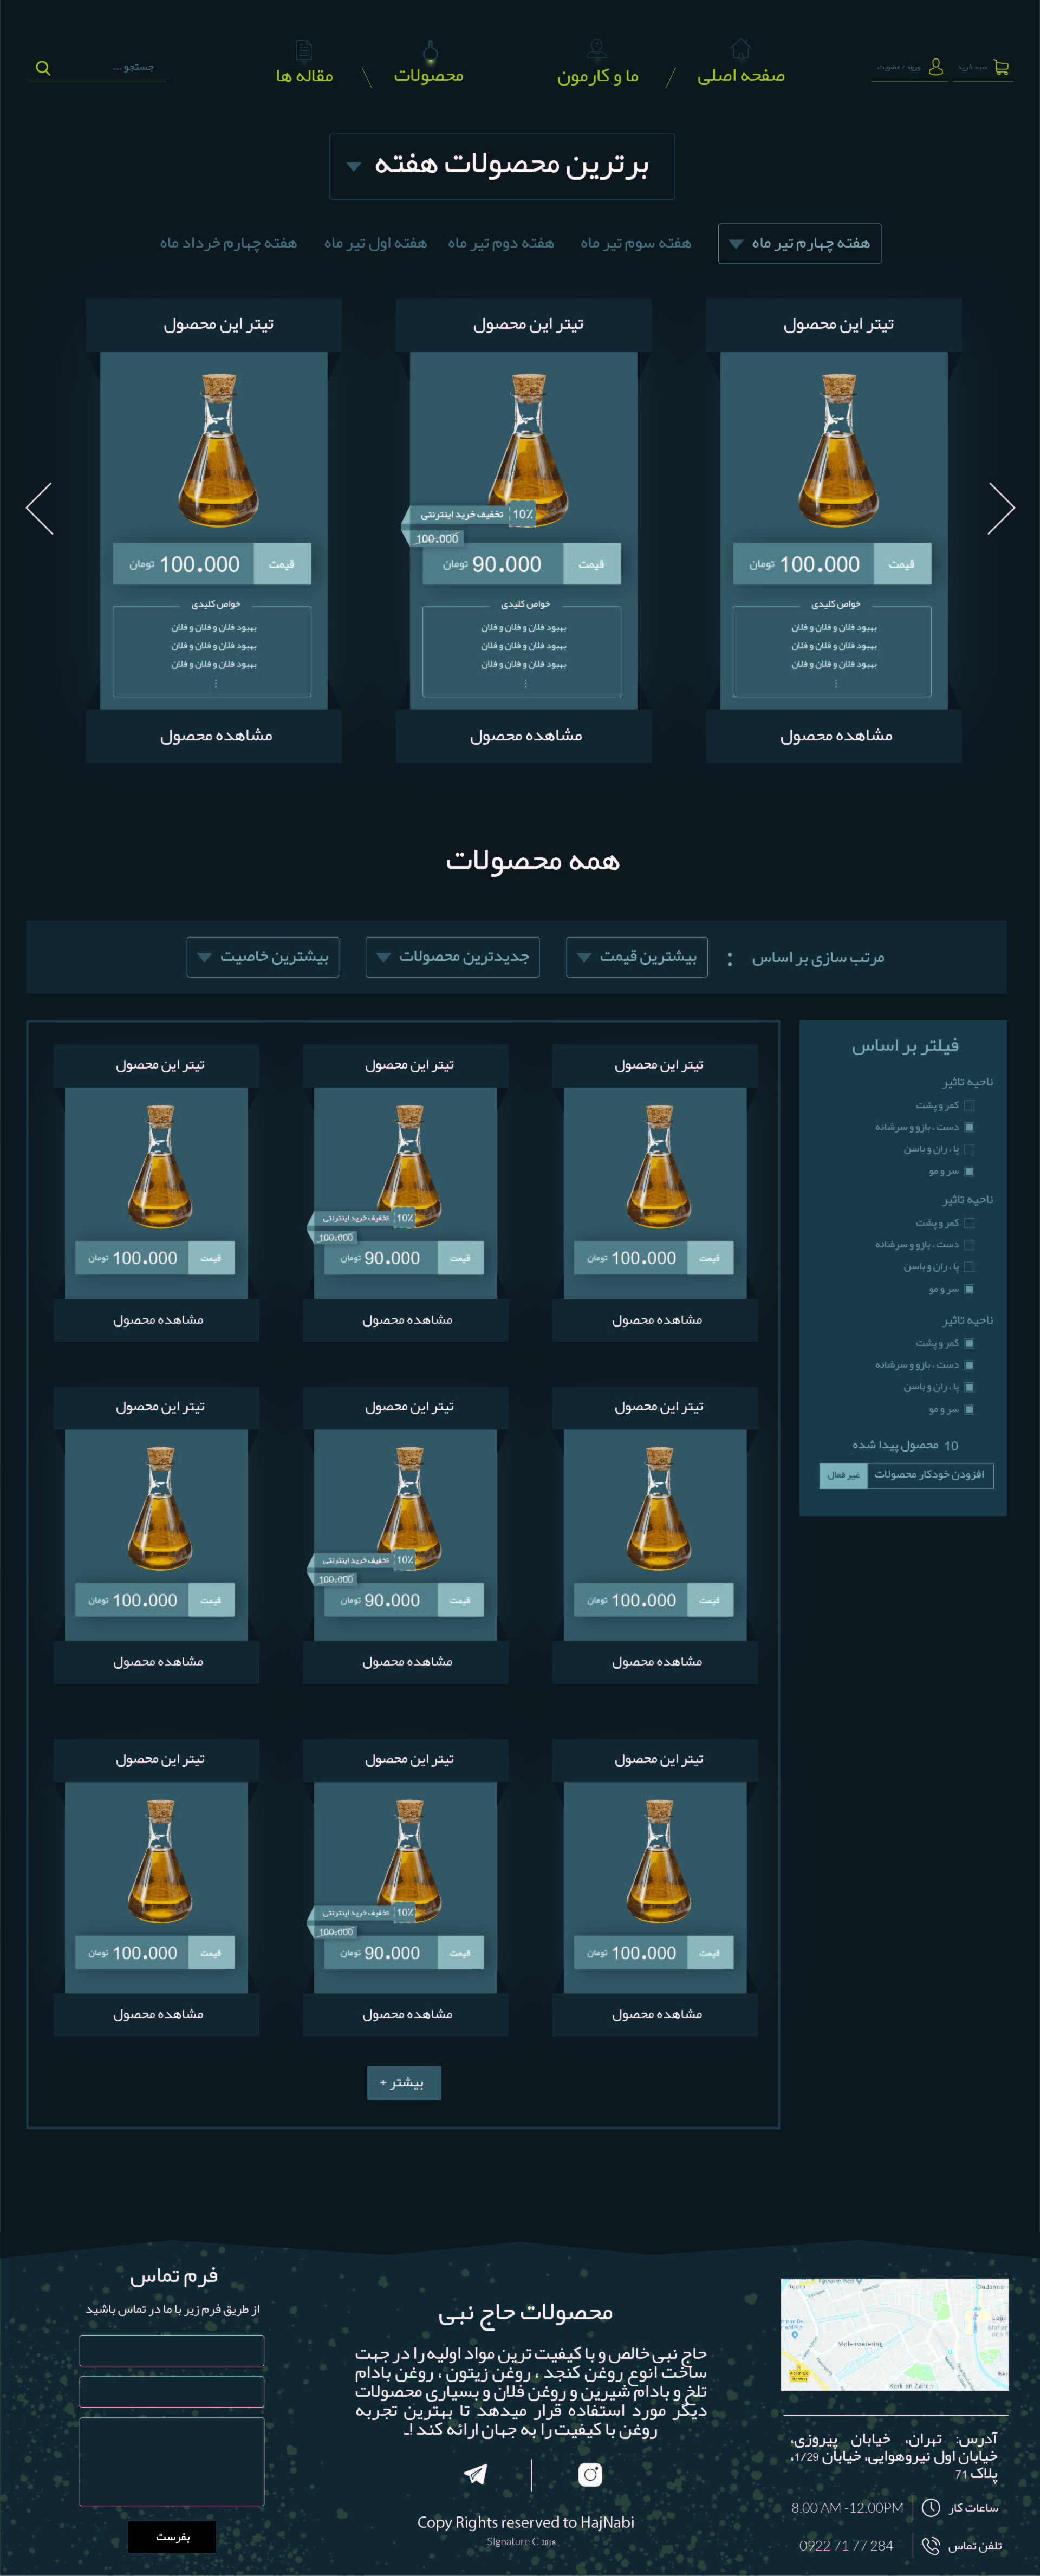 سبد خرید
ورود / عضویت
صفحه اصلی
ما و کارمون
محصولات
مقاله ها
جستجو ...
برترین محصولات هفته
هفته چهارم تیر ماه
هفته سوم تیر ماه
هفته دوم تیر ماه
هفته اول تیر ماه
هفته چهارم خرداد ماه
تیتر این محصول
قیمت 100.000 تومان
خواص کلیدی
بهبود فلان و فلان و فلان
بهبود فلان و فلان و فلان
بهبود فلان و فلان و فلان
مشاهده محصول
تیتر این محصول
10% تخفیف خرید اینترنتی
100.000
قیمت 90.000 تومان
خواص کلیدی
بهبود فلان و فلان و فلان
بهبود فلان و فلان و فلان
بهبود فلان و فلان و فلان
مشاهده محصول
تیتر این محصول
قیمت 100.000 تومان
خواص کلیدی
بهبود فلان و فلان و فلان
بهبود فلان و فلان و فلان
بهبود فلان و فلان و فلان
مشاهده محصول
همه محصولات
مرتب سازی بر اساس :
بیشترین قیمت
جدیدترین محصولات
بیشترین خاصیت
فیلتر بر اساس
ناحیه تاثیر
کمر و پشت
دست ، بازو و سرشانه
پا ، ران و باسن
سر و مو
ناحیه تاثیر
کمر و پشت
دست ، بازو و سرشانه
پا ، ران و باسن
سر و مو
ناحیه تاثیر
کمر و پشت
دست ، بازو و سرشانه
پا ، ران و باسن
سر و مو
10 محصول پیدا شده
افزودن خودکار محصولات
غیر فعال
تیتر این محصول
قیمت 100.000 تومان
مشاهده محصول
تیتر این محصول
10% تخفیف خرید اینترنتی
100.000
قیمت 90.000 تومان
مشاهده محصول
تیتر این محصول
قیمت 100.000 تومان
مشاهده محصول
تیتر این محصول
قیمت 100.000 تومان
مشاهده محصول
تیتر این محصول
10% تخفیف خرید اینترنتی
100.000
قیمت 90.000 تومان
مشاهده محصول
تیتر این محصول
قیمت 100.000 تومان
مشاهده محصول
تیتر این محصول
قیمت 100.000 تومان
مشاهده محصول
تیتر این محصول
10% تخفیف خرید اینترنتی
100.000
قیمت 90.000 تومان
مشاهده محصول
تیتر این محصول
قیمت 100.000 تومان
مشاهده محصول
بیشتر +
Molenmeering
آدرس: تهران، خیابان پیروزی،
خیابان اول نیروهوایی، خیابان 1/29،
پلاک 71
ساعات کار
8:00 AM -12:00PM
تلفن تماس
0922 71 77 284
محصولات حاج نبی
حاج نبی خالص و با کیفیت ترین مواد اولیه را در جهت
ساخت انوع روغن کنجد ، روغن زیتون ، روغن بادام
تلخ و بادام شیرین و روغن فلان و بسیاری محصولات
دیگر مورد استفاده قرار میدهد تا بهترین تجربه
روغن با کیفیت را به جهان ارائه کند !ـ
Copy Rights reserved to HajNabi
SIgnature C 2018
فرم تماس
از طریق فرم زیر با ما در تماس باشید
بفرست